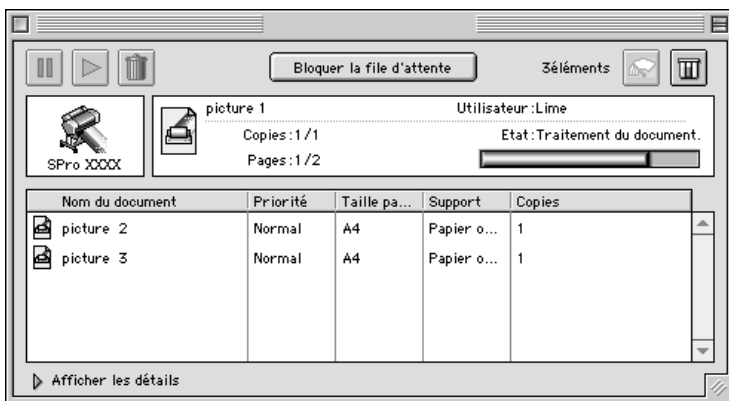 Bloquer la file d'attente
3éléments
SPro XXXX
picture 1
Utilisateur :Lime
Copies :1/1
Etat :Traitement du document.
Pages :1/2
Nom du document Priorité Taille pa... Support Copies
picture 2 Normal A4 Papier o... 1
picture 3 Normal A4 Papier o... 1
Afficher les détails